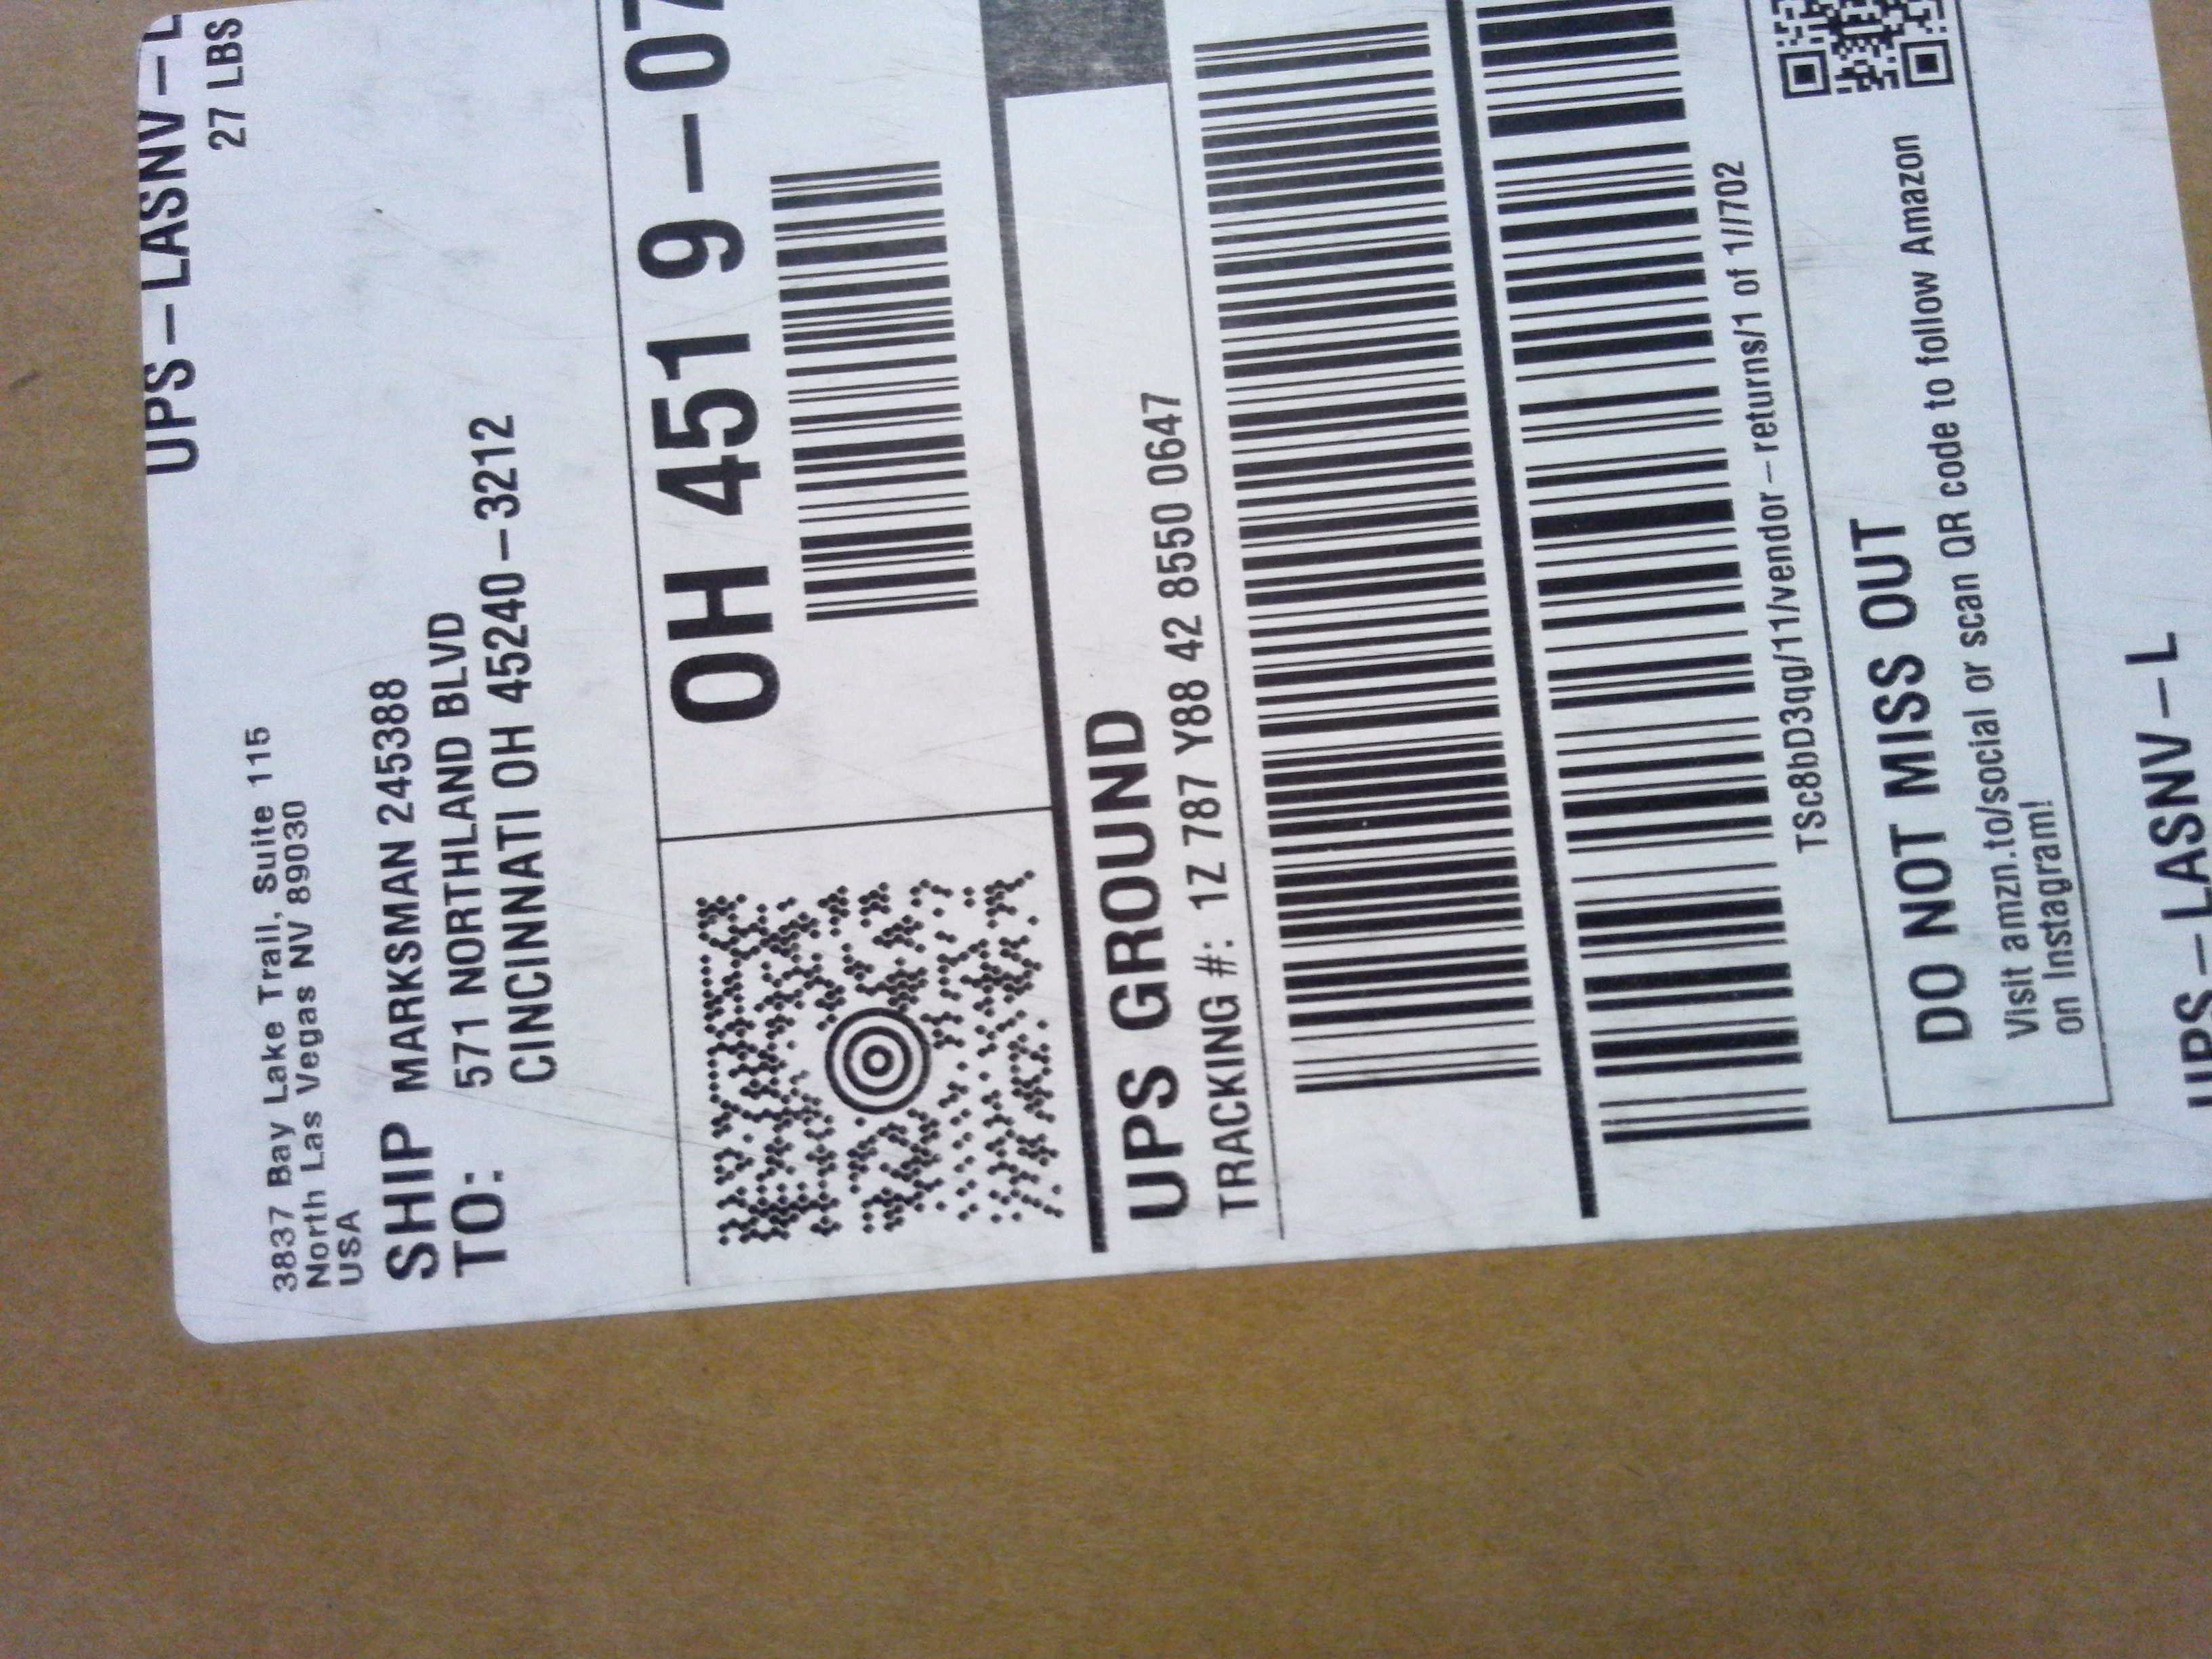 UPS-LASNV-L
27 LBS
3837 Bay Lake Trail, Suite 115
North Las Vegas NV 89030
USA
SHIP TO:
MARKSMAN 245388
571 NORTHLAND BLVD
CINCINNATI OH 45240-3212
OH 451 9-07
UPS GROUND
TRACKING #: 1Z 787 Y88 42 8550 0647
TSc8bD3qg/11/vendor-returns/1 of 1//702
DO NOT MISS OUT
Visit amzn.to/social or scan QR code to follow Amazon
on Instagram!
UPS-LASNV-L